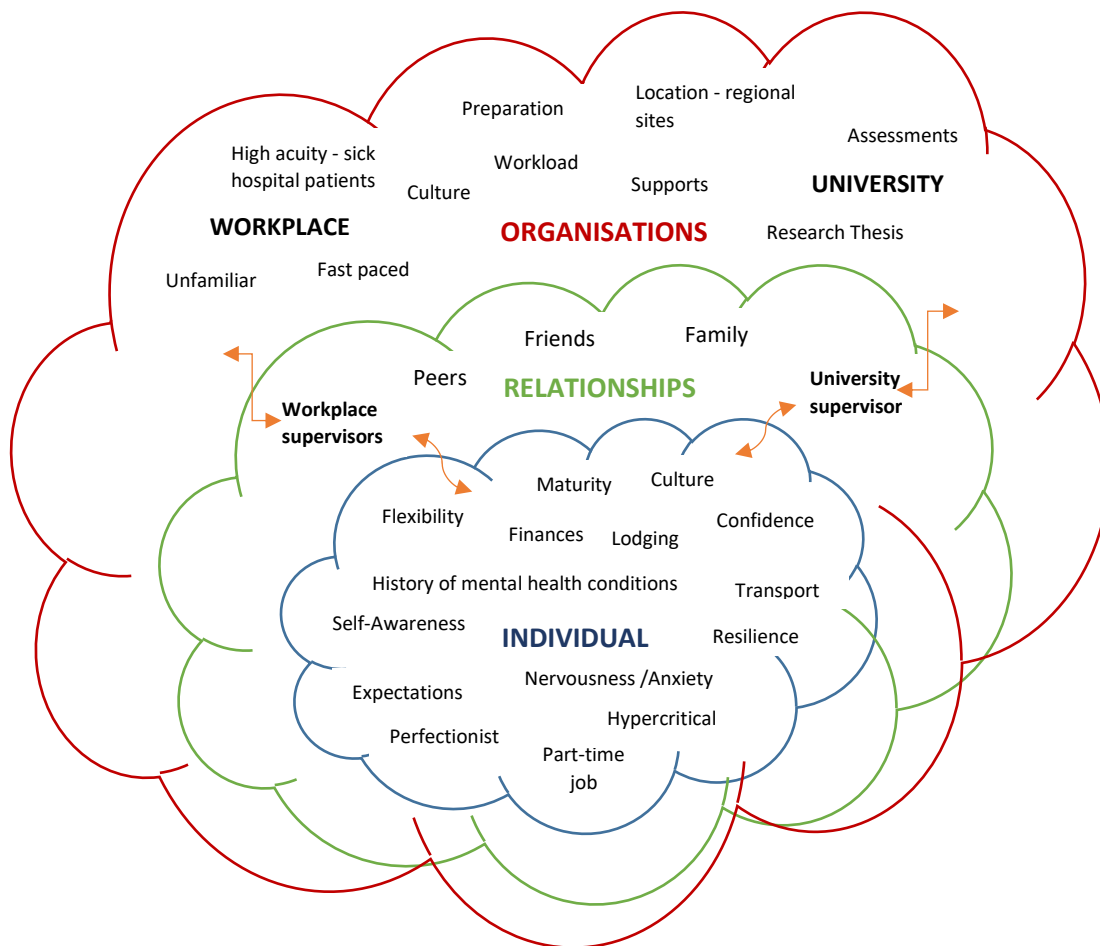 Preparation
Location - regional
sites
Assessments
High acuity - sick
hospital patients
Workload
Culture
Supports
UNIVERSITY
WORKPLACE
ORGANISATIONS
Research Thesis
Unfamiliar
Fast paced
Friends
Family
Peers
RELATIONSHIPS
University
supervisor
Workplace
supervisors
Maturity
Culture
Flexibility
Finances
Lodging
Confidence
History of mental health conditions
Transport
Self-Awareness
INDIVIDUAL
Resilience
Expectations
Nervousness /Anxiety
Perfectionist
Hypercritical
Part-time
job